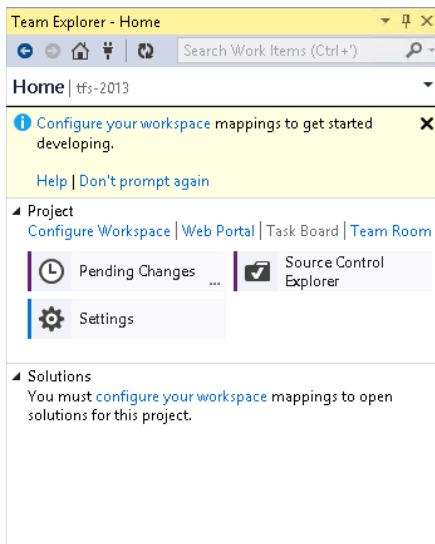 Team Explorer - Home
Search Work Items (Ctrl+')
Home | tfs-2013
Configure your workspace mappings to get started
developing.
Help | Don't prompt again
Project
Configure Workspace | Web Portal | Task Board | Team Room
Pending Changes ...
Source Control
Explorer
Settings
Solutions
You must configure your workspace mappings to open
solutions for this project.